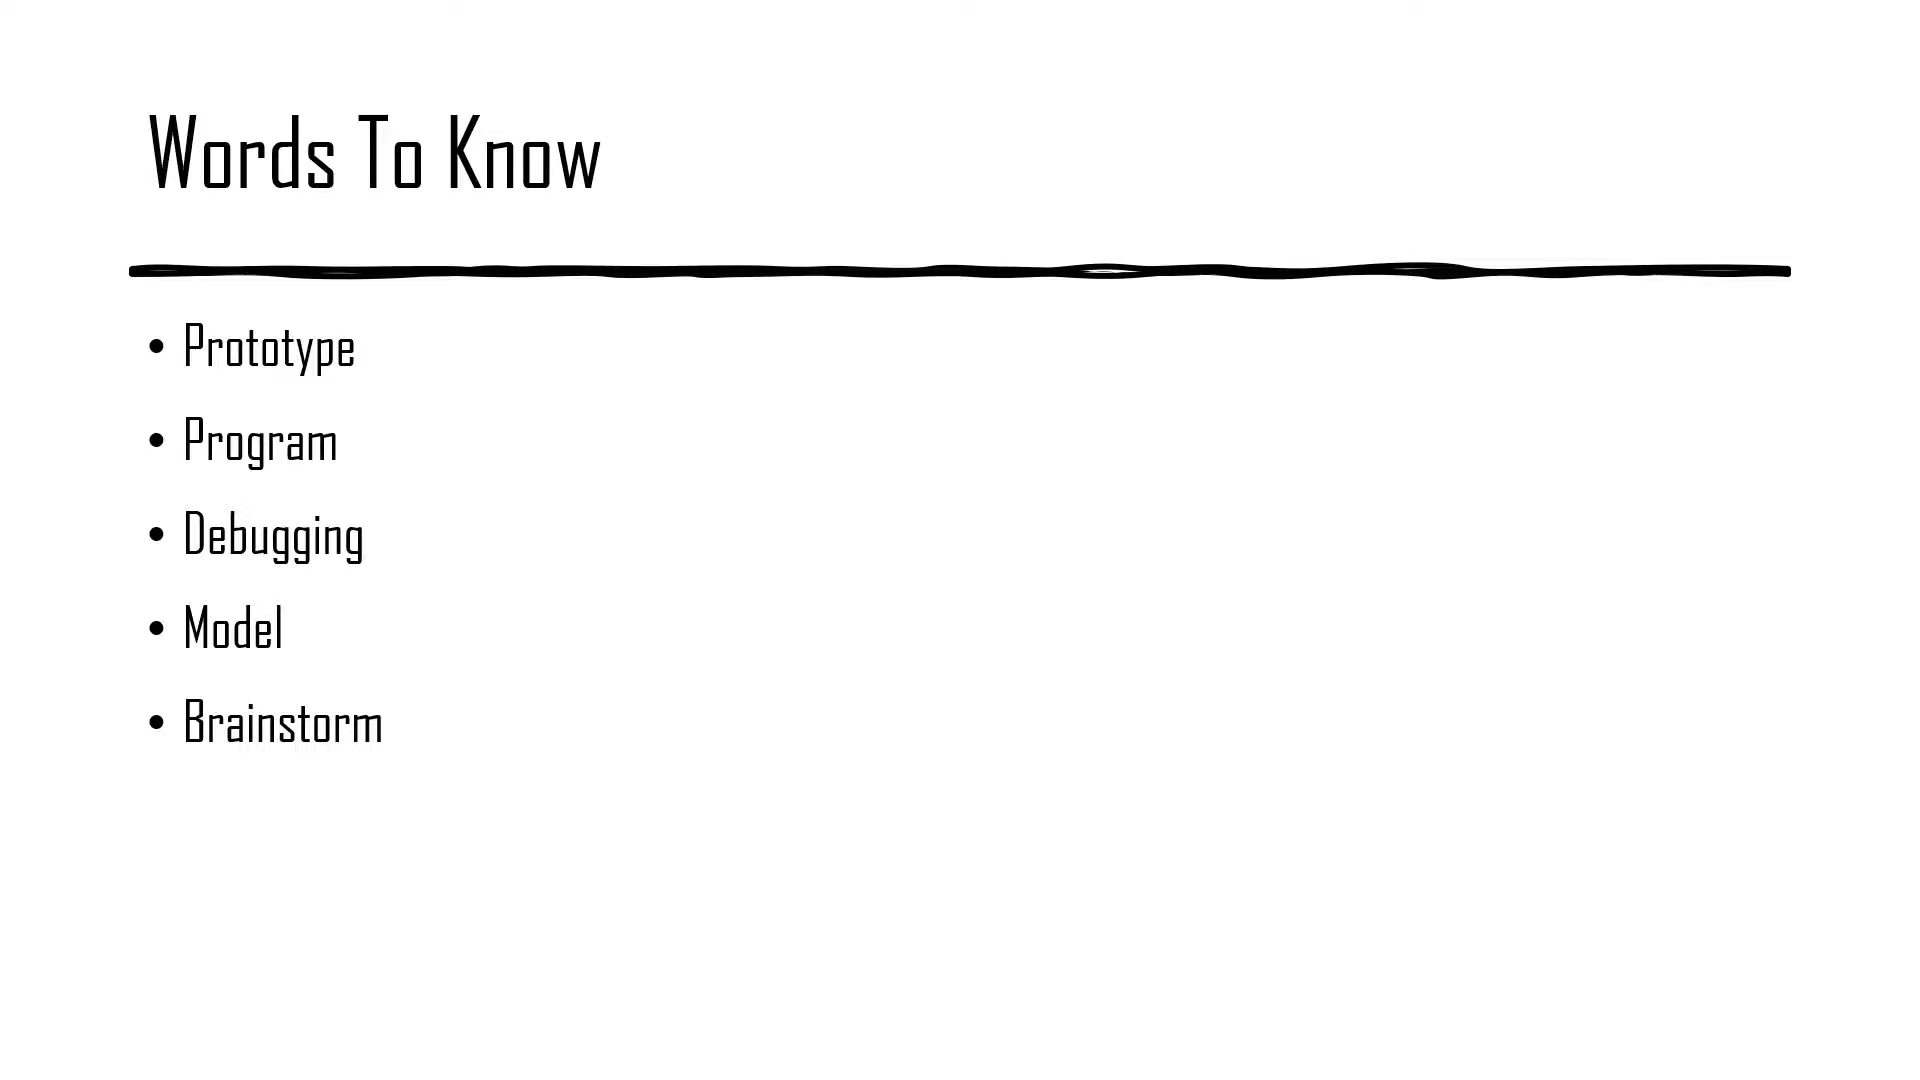 Words To Know
• Prototype
• Program
• Debugging
• Model
• Brainstorm